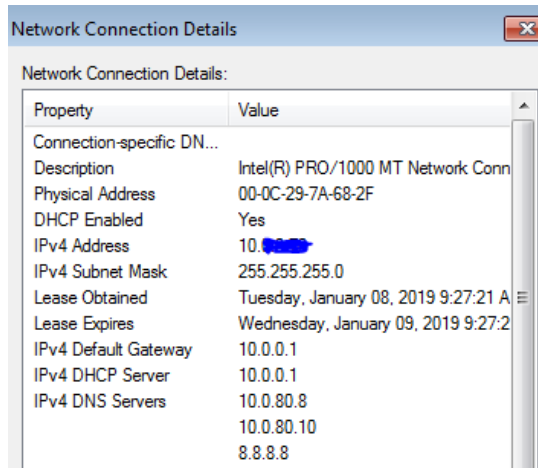 Network Connection Details
Network Connection Details:
Property Value
Connection-specific DN...
Description Intel(R) PRO/1000 MT Network Conn
Physical Address 00-0C-29-7A-68-2F
DHCP Enabled Yes
IPv4 Address 10.
IPv4 Subnet Mask 255.255.255.0
Lease Obtained Tuesday, January 08, 2019 9:27:21 A
Lease Expires Wednesday, January 09, 2019 9:27:2
IPv4 Default Gateway 10.0.0.1
IPv4 DHCP Server 10.0.0.1
IPv4 DNS Servers 10.0.80.8
10.0.80.10
8.8.8.8